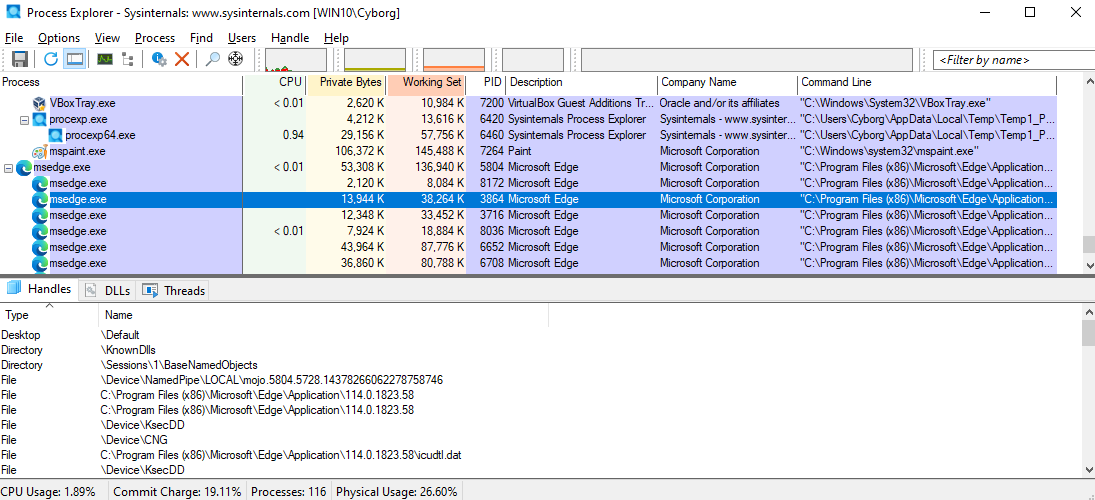 Process Explorer - Sysinternals: www.sysinternals.com [WIN10\Cyborg]
File Options View Process Find Users Handle Help
<Filter by name>
Process CPU Private Bytes Working Set PID Description Company Name Command Line
VBoxTray.exe < 0.01 2,620 K 10,984 K 7200 VirtualBox Guest Additions Tr... Oracle and/or its affiliates "C:\Windows\System32\VBoxTray.exe"
procexp.exe 4,212 K 13,616 K 6420 Sysinternals Process Explorer Sysinternals - www.sysinter... "C:\Users\Cyborg\AppData\Local\Temp\Temp1_P...
procexp64.exe 0.94 29,156 K 57,756 K 6460 Sysinternals Process Explorer Sysinternals - www.sysinter... "C:\Users\Cyborg\AppData\Local\Temp\Temp1_P...
mspaint.exe 106,372 K 145,488 K 7264 Paint Microsoft Corporation "C:\Windows\system32\mspaint.exe"
msedge.exe < 0.01 53,308 K 136,940 K 5804 Microsoft Edge Microsoft Corporation "C:\Program Files (x86)\Microsoft\Edge\Application...
msedge.exe 2,120 K 8,084 K 8172 Microsoft Edge Microsoft Corporation "C:\Program Files (x86)\Microsoft\Edge\Application...
msedge.exe 13,944 K 38,264 K 3864 Microsoft Edge Microsoft Corporation "C:\Program Files (x86)\Microsoft\Edge\Application...
msedge.exe 12,348 K 33,452 K 3716 Microsoft Edge Microsoft Corporation "C:\Program Files (x86)\Microsoft\Edge\Application...
msedge.exe < 0.01 7,924 K 18,884 K 8036 Microsoft Edge Microsoft Corporation "C:\Program Files (x86)\Microsoft\Edge\Application...
msedge.exe 43,964 K 87,776 K 6652 Microsoft Edge Microsoft Corporation "C:\Program Files (x86)\Microsoft\Edge\Application...
msedge.exe 36,860 K 80,788 K 6708 Microsoft Edge Microsoft Corporation "C:\Program Files (x86)\Microsoft\Edge\Application...
Handles DLLs Threads
Type Name
Desktop \Default
Directory \KnownDlls
Directory \Sessions\1\BaseNamedObjects
File \Device\NamedPipe\LOCAL\mojo.5804.5728.14378266062278758746
File C:\Program Files (x86)\Microsoft\Edge\Application\114.0.1823.58
File C:\Program Files (x86)\Microsoft\Edge\Application\114.0.1823.58
File \Device\KsecDD
File \Device\CNG
File C:\Program Files (x86)\Microsoft\Edge\Application\114.0.1823.58\icudtl.dat
File \Device\KsecDD
CPU Usage: 1.89% Commit Charge: 19.11% Processes: 116 Physical Usage: 26.60%